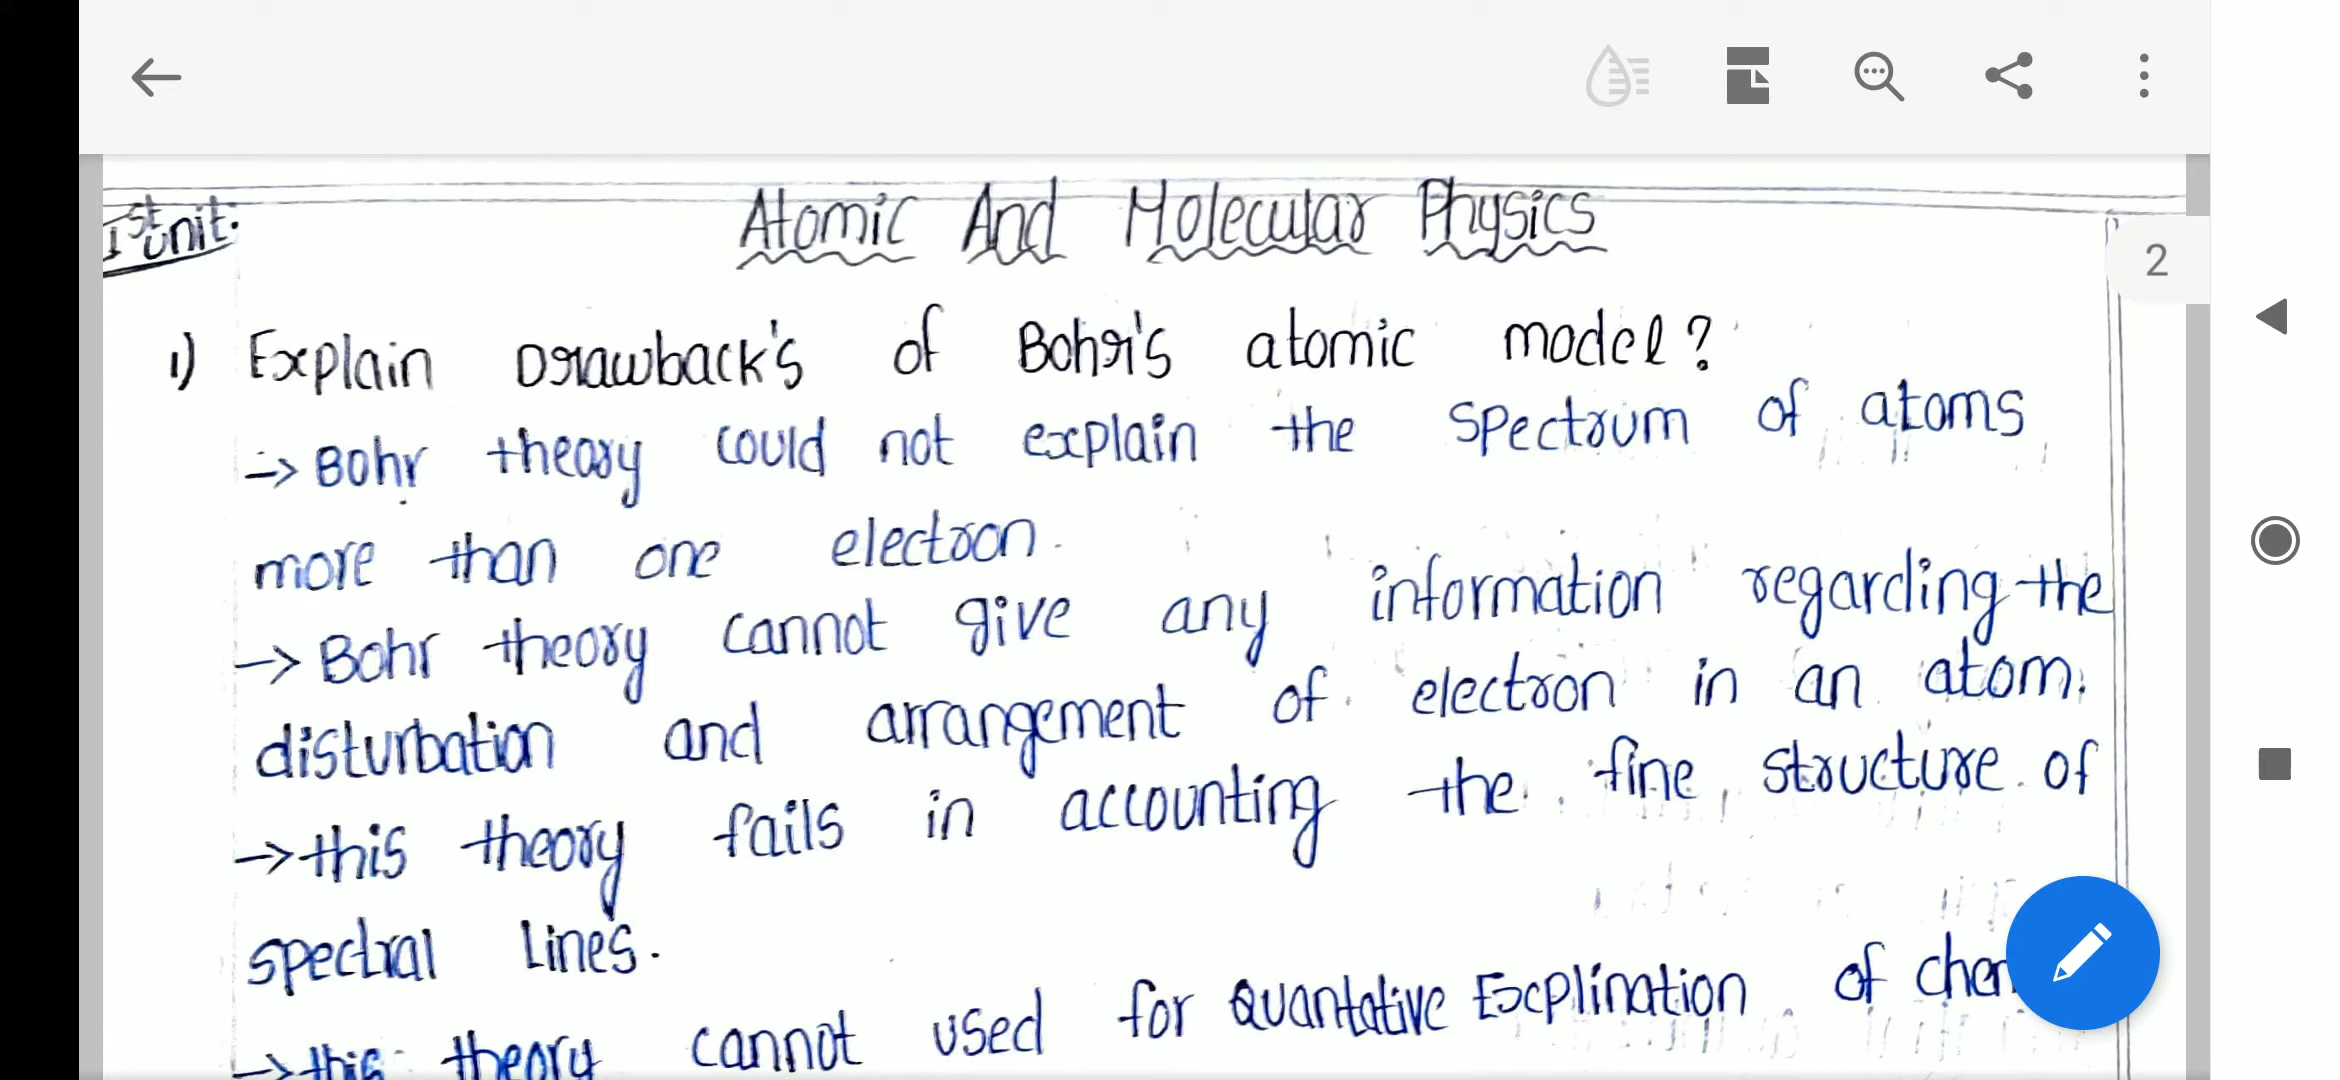 2
1st unit.
Atomic And Molecular Physics
1) Explain Drawback's of Bohr's atomic model?
-> Bohr theory could not explain the spectrum of atoms
more than one electron.
-> Bohr theory cannot give any information regarding the
disturbation and arrangement of electron in an atom.
-> this theory fails in accounting the fine structure of
spectral Lines.
-> this theory cannot used for Quantative Explination of